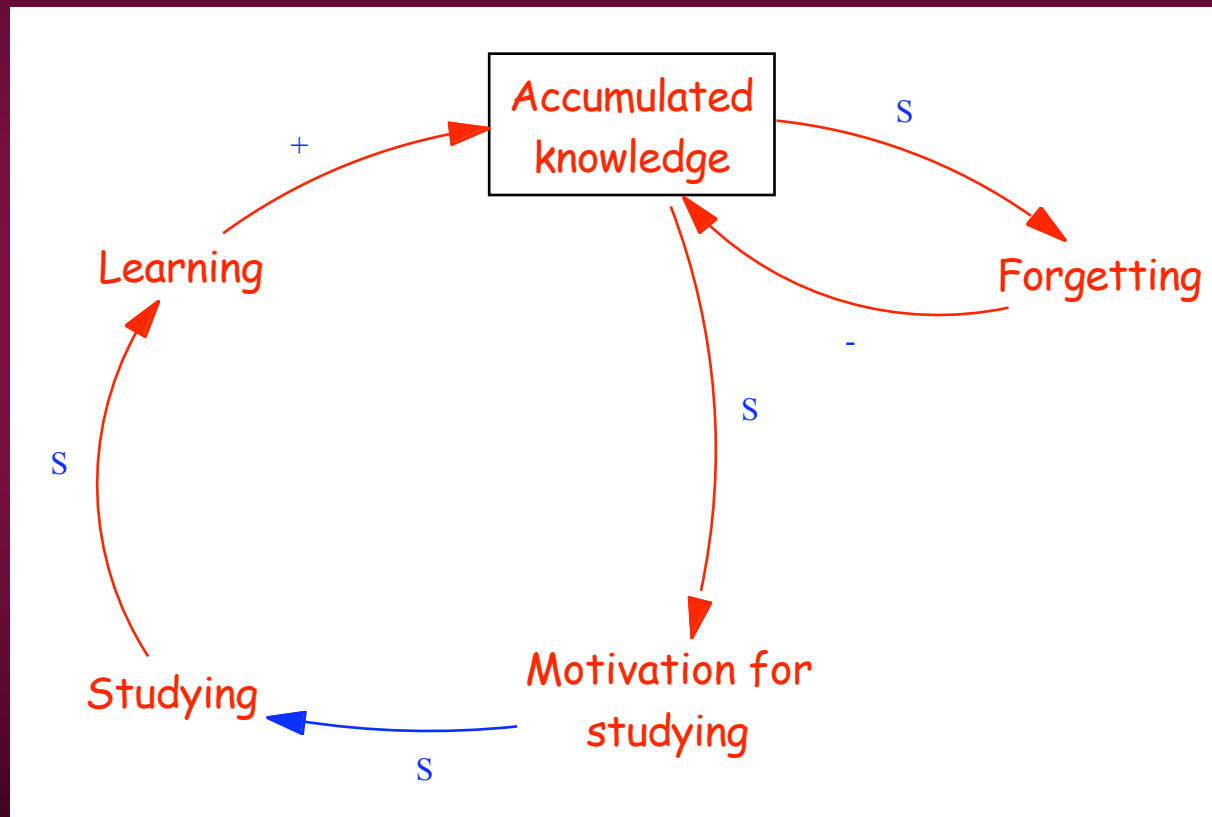 Accumulated
knowledge
S
+
Learning
Forgetting
-
S
S
Motivation for
studying
Studying
S